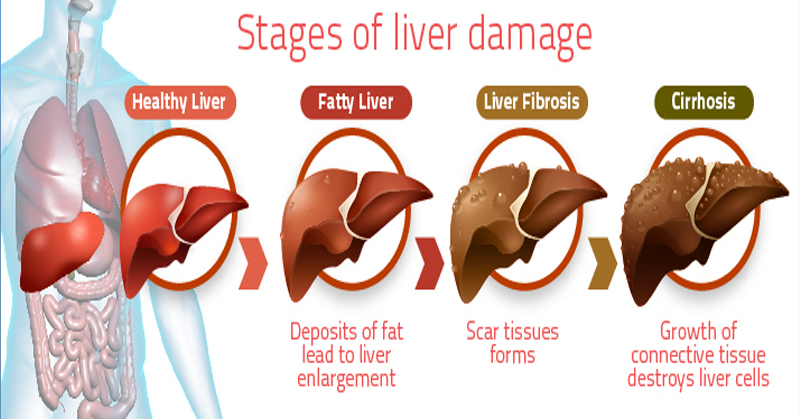 Stages of liver damage
Healthy Liver
Fatty Liver
Liver Fibrosis
Cirrhosis
Deposits of fat
lead to liver
enlargement
Scar tissues
forms
Growth of
connective tissue
destroys liver cells